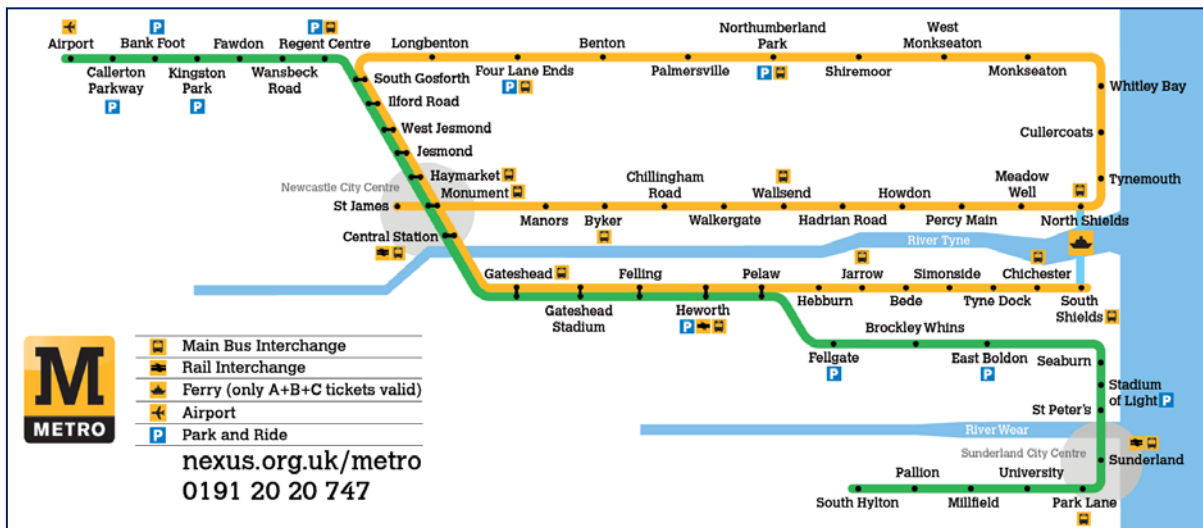 Airport
Callerton
Parkway
Bank Foot
Kingston
Park
Fawdon
Wansbeck
Road
Regent Centre
Longbenton
Four Lane Ends
Benton
Palmersville
Northumberland
Park
Shiremoor
West
Monkseaton
Monkseaton
Whitley Bay
Cullercoats
Tynemouth
South Gosforth
Ilford Road
West Jesmond
Jesmond
Haymarket
Newcastle City Centre
Monument
St James
Central Station
Manors
Byker
Chillingham
Road
Walkergate
Wallsend
Hadrian Road
Howdon
Percy Main
Meadow
Well
North Shields
River Tyne
Gateshead
Gateshead
Stadium
Felling
Heworth
Pelaw
Hebburn
Jarrow
Bede
Simonside
Tyne Dock
Chichester
South
Shields
Fellgate
Brockley Whins
East Boldon
Seaburn
Stadium
of Light
St Peter's
River Wear
Sunderland City Centre
Sunderland
Park Lane
University
Millfield
Pallion
South Hylton
M
METRO
Main Bus Interchange
Rail Interchange
Ferry (only A+B+C tickets valid)
Airport
P Park and Ride
nexus.org.uk/metro
0191 20 20 747